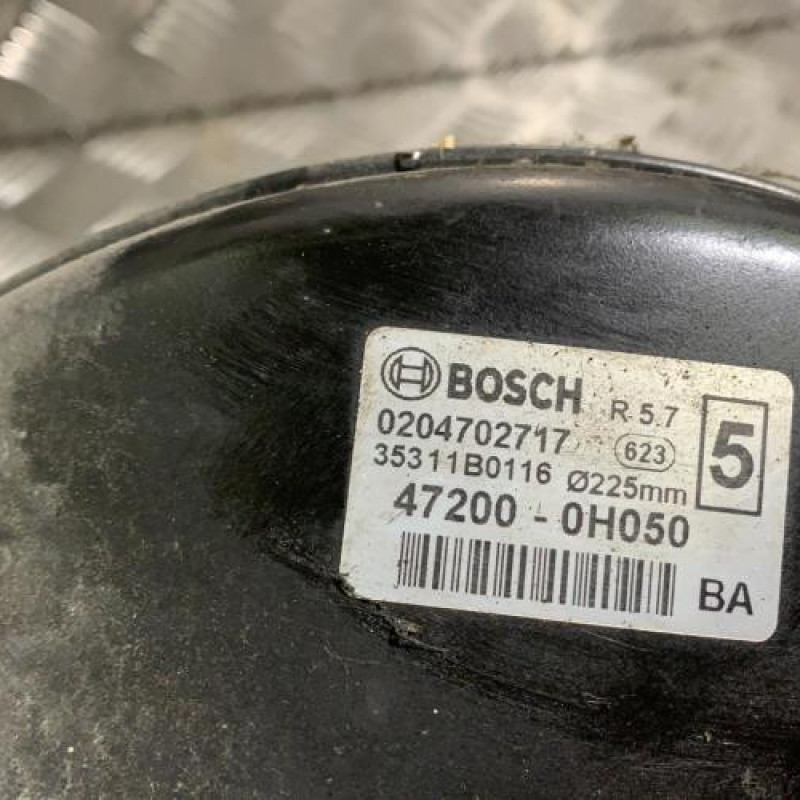 BOSCH R 5.7 5
0204702717 623
35311B0116 Ø225mm
47200 - 0H050
BA